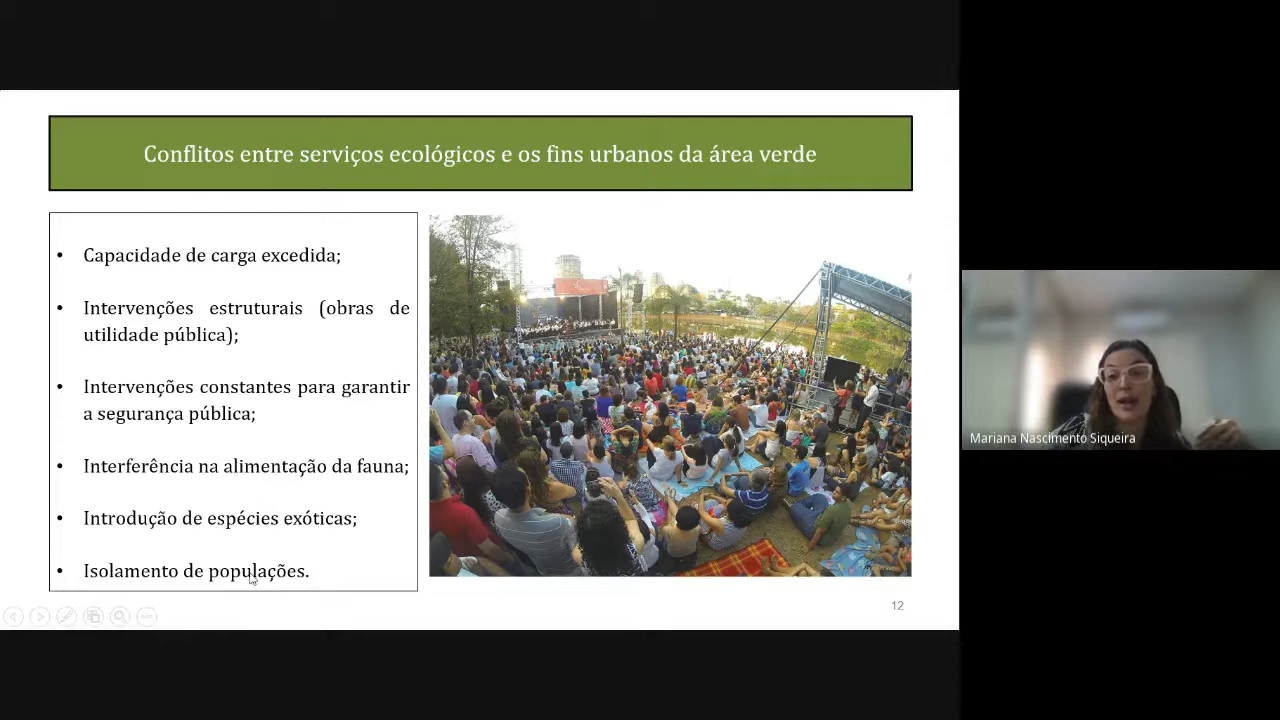 Conflitos entre serviços ecológicos e os fins urbanos da área verde
• Capacidade de carga excedida;
• Intervenções estruturais (obras de
utilidade pública);
• Intervenções constantes para garantir
a segurança pública;
• Interferência na alimentação da fauna;
• Introdução de espécies exóticas;
• Isolamento de populações.
12
Mariana Nascimento Siqueira